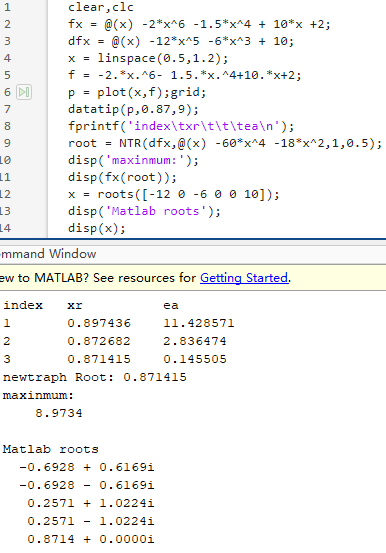 1 clear,clc
2 fx = @(x) -2*x^6 -1.5*x^4 + 10*x +2;
3 dfx = @(x) -12*x^5 -6*x^3 + 10;
4 x = linspace(0.5,1.2);
5 f = -2.*x.^6- 1.5.*x.^4+10.*x+2;
6 p = plot(x,f);grid;
7 datatip(p,0.87,9);
8 fprintf('index\txr\t\t\tea\n');
9 root = NTR(dfx,@(x) -60*x^4 -18*x^2,1,0.5);
10 disp('maxinmum:');
11 disp(fx(root));
12 x = roots([-12 0 -6 0 0 10]);
13 disp('Matlab roots');
14 disp(x);
mmand Window
ew to MATLAB? See resources for Getting Started.
index xr ea
1 0.897436 11.428571
2 0.872682 2.836474
3 0.871415 0.145505
newtraph Root: 0.871415
maxinmum:
8.9734
Matlab roots
-0.6928 + 0.6169i
-0.6928 - 0.6169i
0.2571 + 1.0224i
0.2571 - 1.0224i
0.8714 + 0.0000i